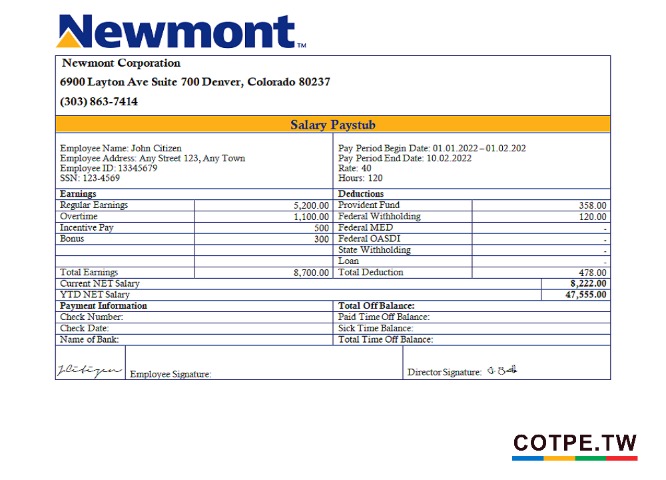 Newmont™
Newmont Corporation
6900 Layton Ave Suite 700 Denver, Colorado 80237
(303) 863-7414
Salary Paystub
Employee Name: John Citizen
Employee Address: Any Street 123, Any Town
Employee ID: 13345679
SSN: 123-4569
Pay Period Begin Date: 01.01.2022 – 01.02.202
Pay Period End Date: 10.02.2022
Rate: 40
Hours: 120
Earnings Deductions
Regular Earnings 5,200.00 Provident Fund 358.00
Overtime 1,100.00 Federal Withholding 120.00
Incentive Pay 500 Federal MED -
Bonus 300 Federal OASDI -
State Withholding
Loan -
Total Earnings 8,700.00 Total Deduction 478.00
Current NET Salary 8,222.00
YTD NET Salary 47,555.00
Payment Information Total Off Balance:
Check Number: Paid Time Off Balance:
Check Date: Sick Time Balance:
Name of Bank: Total Time Off Balance:
JCitizen Employee Signature: Director Signature:
COTPE.TW